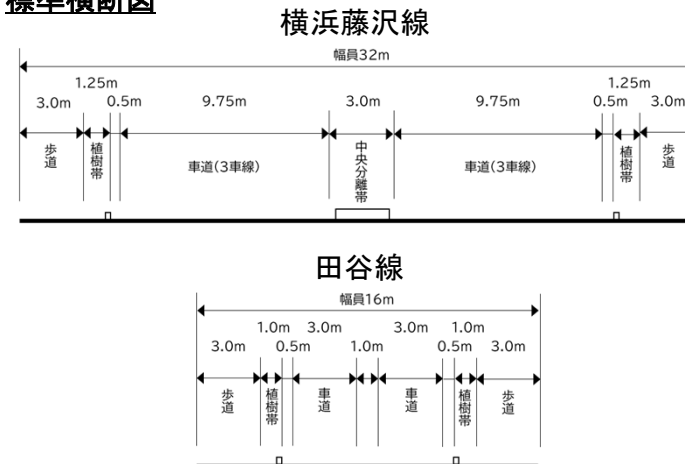 標準横断図
横浜藤沢線
幅員32m
1.25m 1.25m
3.0m 0.5m 9.75m 3.0m 9.75m 0.5m 3.0m
歩道 植樹帯 車道(3車線) 中央分離帯 車道(3車線) 植樹帯 歩道
田谷線
幅員16m
1.0m 3.0m 3.0m 1.0m
3.0m 0.5m 1.0m 0.5m 3.0m
歩道 植樹帯 車道 車道 植樹帯 歩道